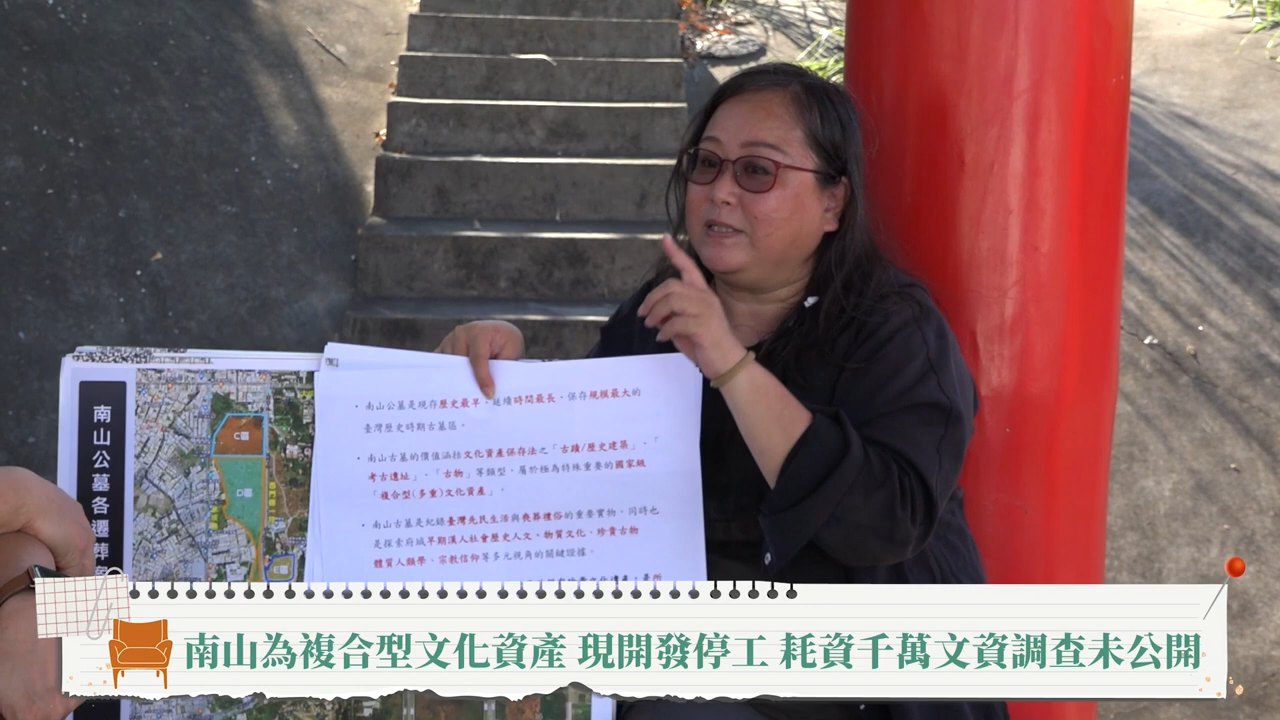 南山公墓各遷葬
C區
D區
E區
• 南山公墓是現存歷史最早、延續時間最長、保存規模最大的
臺灣歷史時期古墓區。
• 南山古墓的價值涵括文化資產保存法之「古蹟/歷史建築」、「
考古遺址」、「古物」等類型，屬於極為特殊重要的國家級
「複合型(多重)文化資產」。
• 南山古墓是紀錄臺灣先民生活與喪葬禮俗的重要實物，同時也
是探索府城早期漢人社會歷史人文、物質文化、珍貴古物
體質人類學、宗教信仰等多元視角的關鍵證據。
南山為複合型文化資產 現開發停工 耗資千萬文資調查未公開